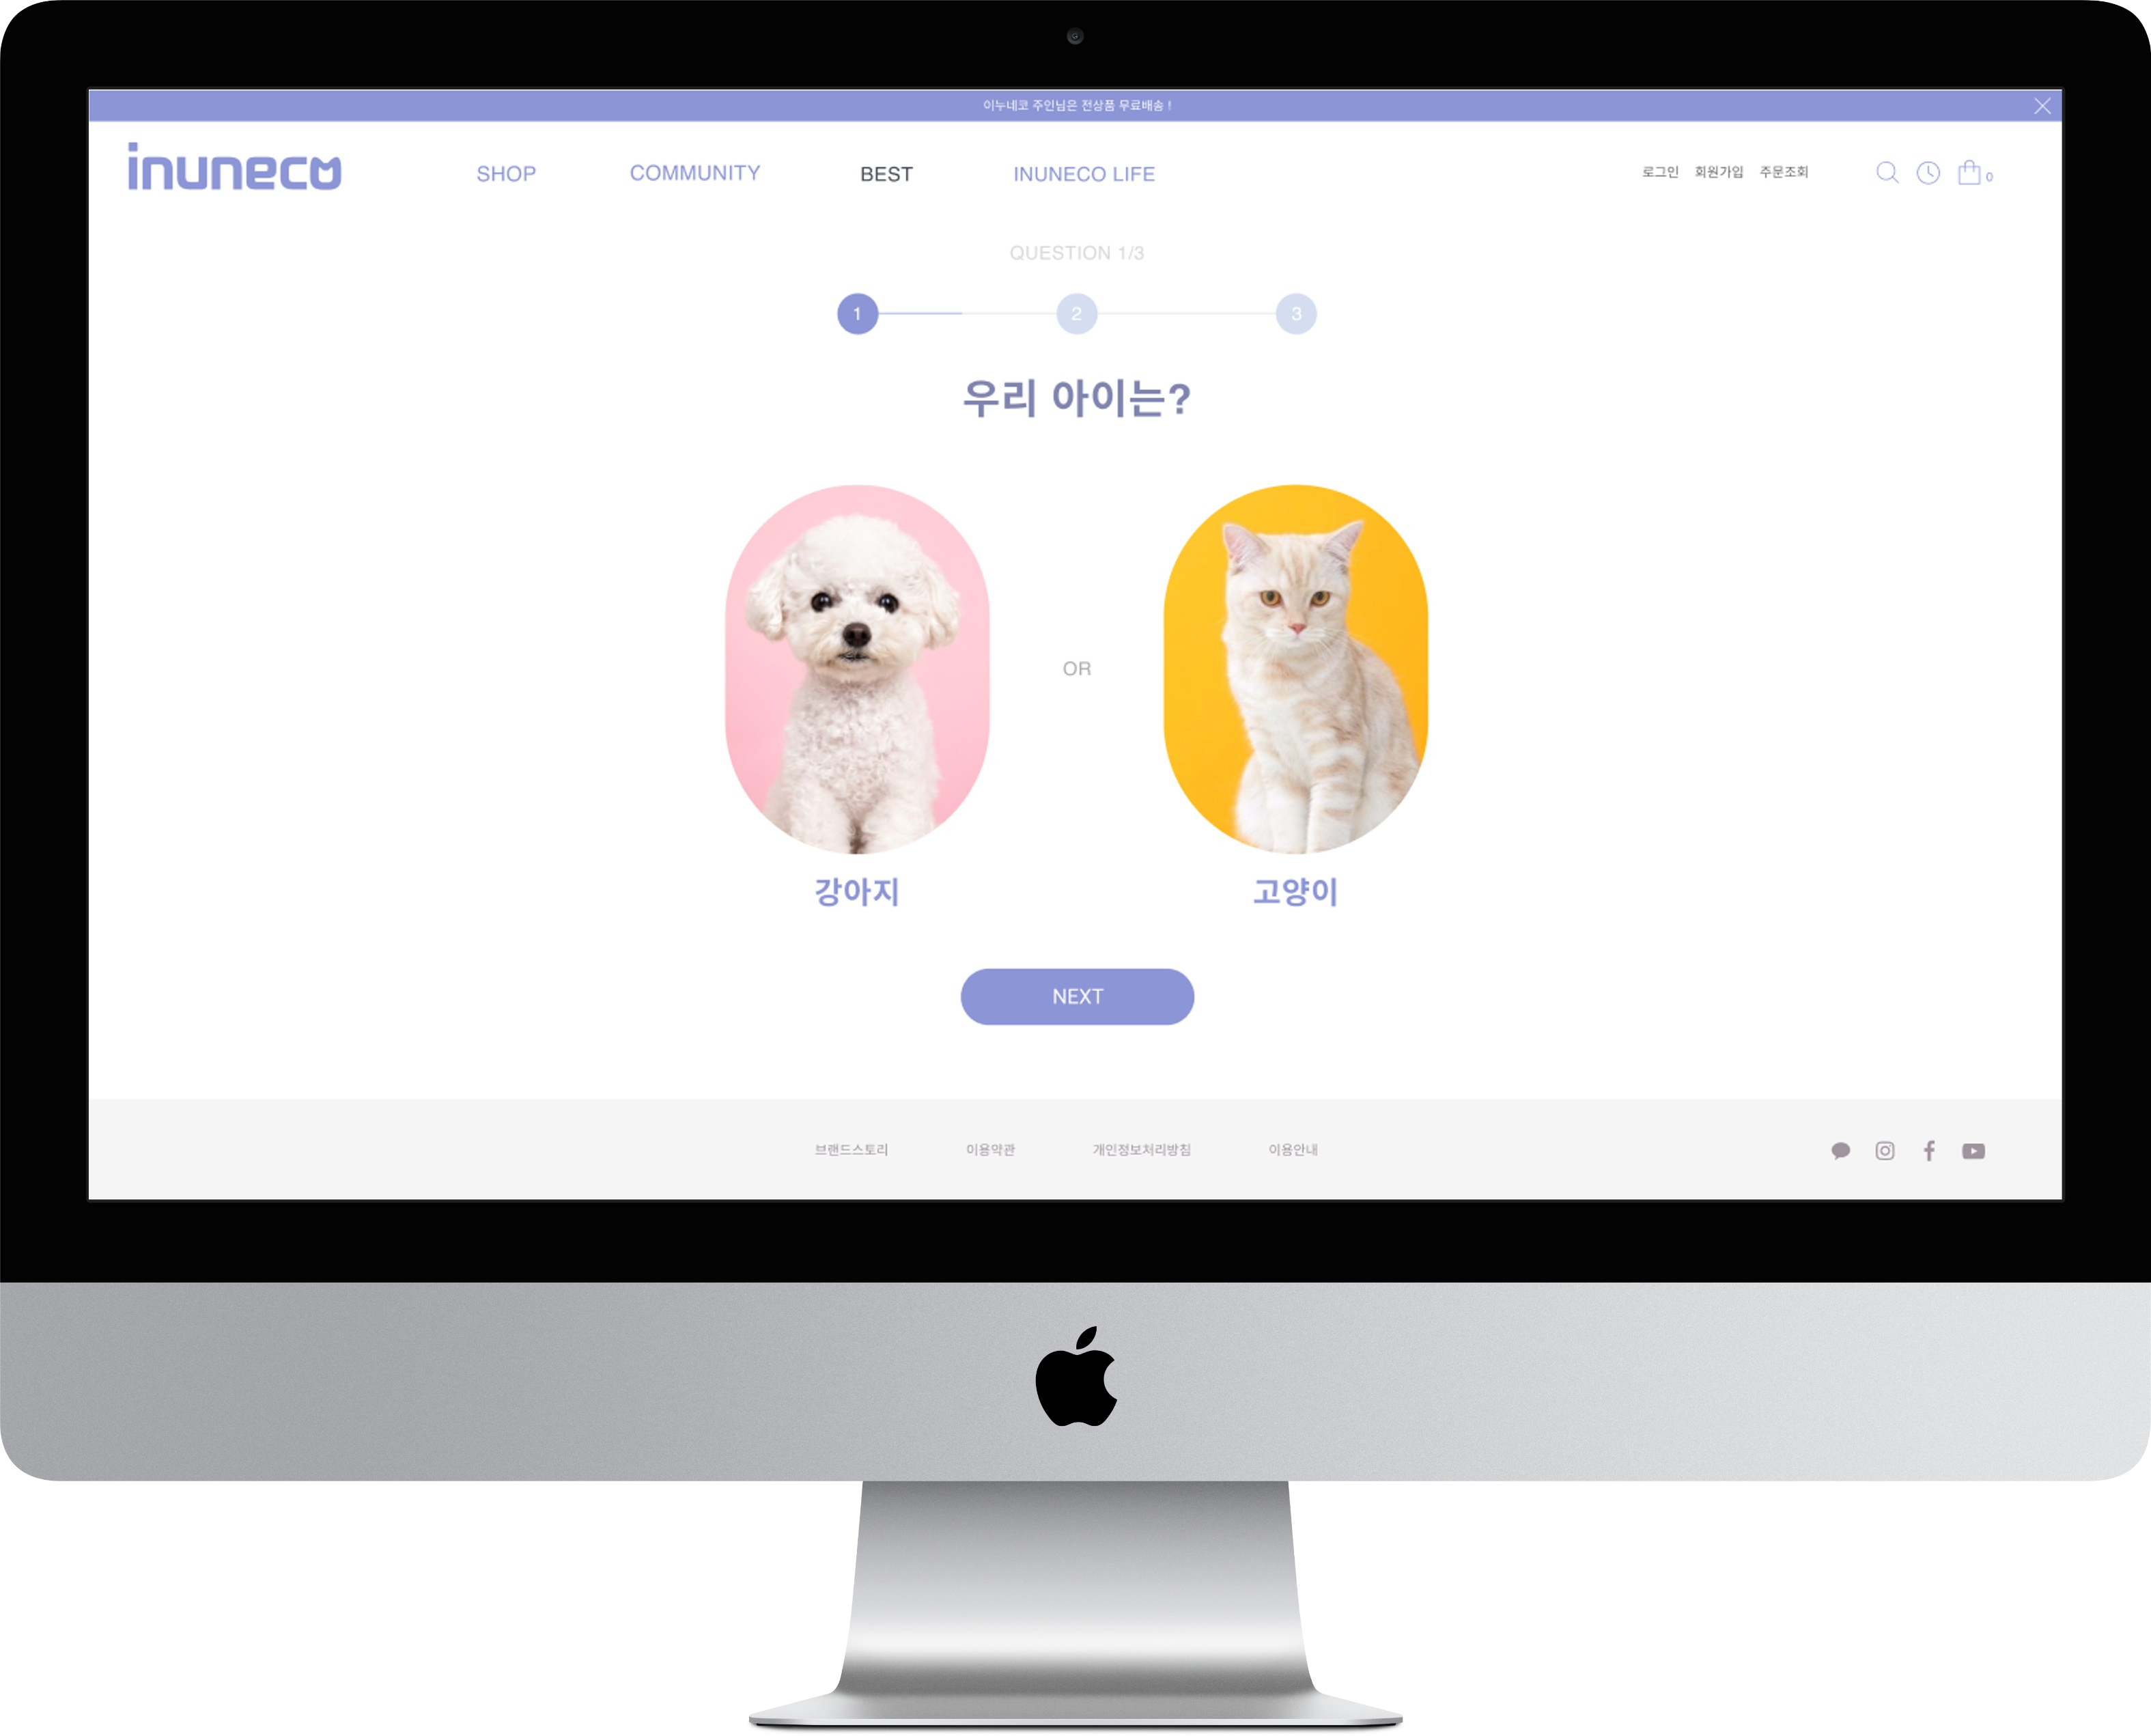 이누네코 주인님은 전상품 무료배송 !
inuneco
SHOP COMMUNITY BEST INUNECO LIFE
로그인 회원가입 주문조회
0
QUESTION 1/3
1 2 3
우리 아이는?
OR
강아지 고양이
NEXT
브랜드스토리 이용약관 개인정보처리방침 이용안내